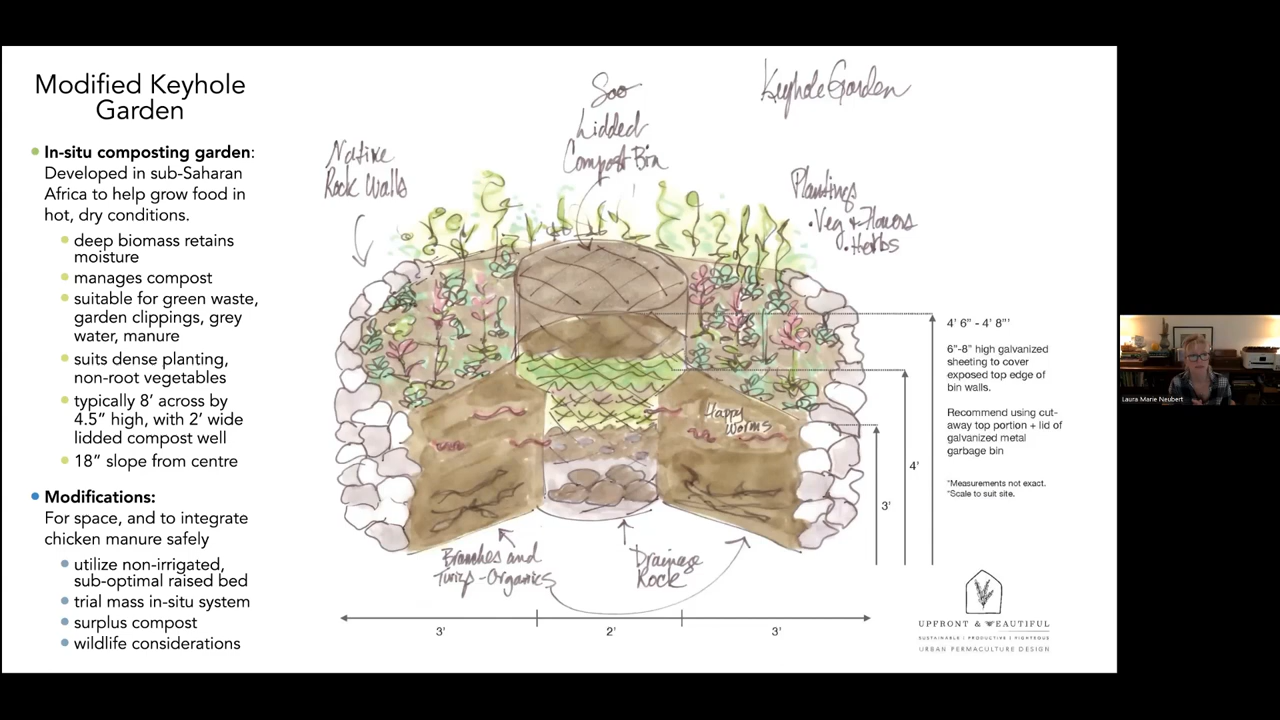 Modified Keyhole
Garden
In-situ composting garden:
Developed in sub-Saharan
Africa to help grow food in
hot, dry conditions.
deep biomass retains
moisture
manages compost
suitable for green waste,
garden clippings, grey
water, manure
suits dense planting,
non-root vegetables
typically 8’ across by
4.5” high, with 2’ wide
lidded compost well
18” slope from centre
Modifications:
For space, and to integrate
chicken manure safely
utilize non-irrigated,
sub-optimal raised bed
trial mass in-situ system
surplus compost
wildlife considerations
Keyhole Garden
Native
Rock Walls
Lidded
Compost Bin
Plantings
• Veg + Flowers
• Herbs
Happy
Worms
Branches and
Twigs - Organics
Drainage
Rock
3’
2’
3’
3’
4’
4’ 6” - 4’ 8”’
6”-8” high galvanized
sheeting to cover
exposed top edge of
bin walls.
Recommend using cut-
away top portion + lid of
galvanized metal
garbage bin
*Measurements not exact.
*Scale to suit site.
UPFRONT & BEAUTIFUL
SUSTAINABLE | PRODUCTIVE | RIGHTEOUS
URBAN PERMACULTURE DESIGN
Laura Marie Neubert